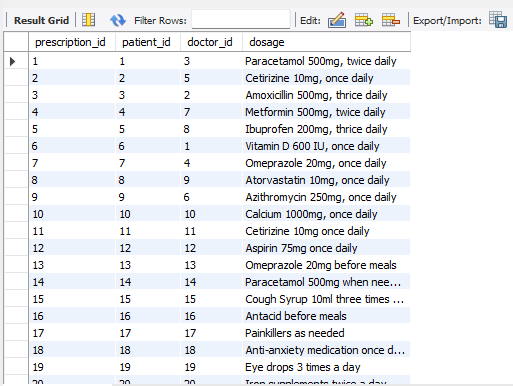 Result Grid Filter Rows: Edit: Export/Import:
prescription_id patient_id doctor_id dosage
1 1 3 Paracetamol 500mg, twice daily
2 2 5 Cetirizine 10mg, once daily
3 3 2 Amoxicillin 500mg, thrice daily
4 4 7 Metformin 500mg, twice daily
5 5 8 Ibuprofen 200mg, thrice daily
6 6 1 Vitamin D 600 IU, once daily
7 7 4 Omeprazole 20mg, once daily
8 8 9 Atorvastatin 10mg, once daily
9 9 6 Azithromycin 250mg, once daily
10 10 10 Calcium 1000mg, once daily
11 11 11 Cetirizine 10mg once daily
12 12 12 Aspirin 75mg once daily
13 13 13 Omeprazole 20mg before meals
14 14 14 Paracetamol 500mg when nee...
15 15 15 Cough Syrup 10ml three times ...
16 16 16 Antacid before meals
17 17 17 Painkillers as needed
18 18 18 Anti-anxiety medication once d...
19 19 19 Eye drops 3 times a day
20 20 20 Iron supplements twice a day